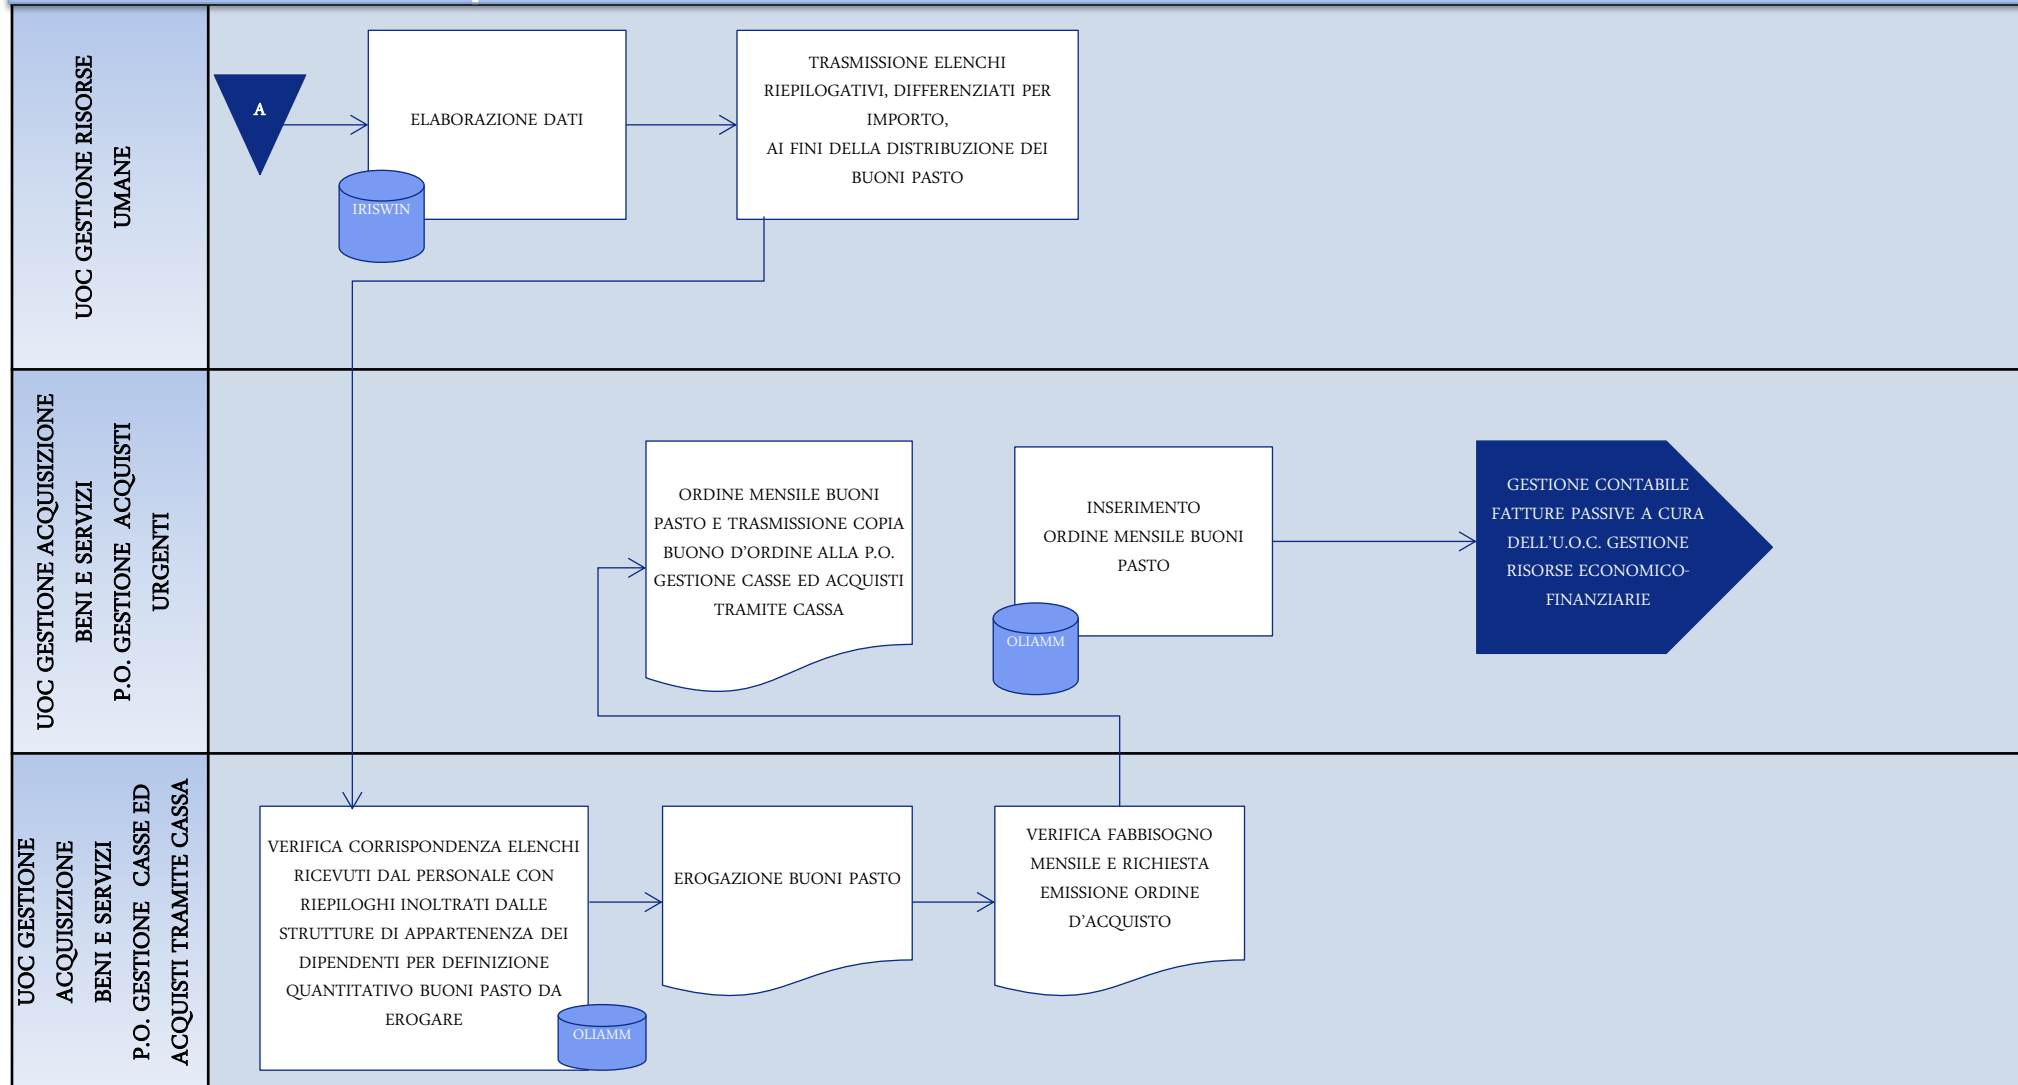 UOC GESTIONE RISORSE
UMANE
A
ELABORAZIONE DATI
IRISWIN
TRASMISSIONE ELENCHI
RIEPILOGATIVI, DIFFERENZIATI PER
IMPORTO,
AI FINI DELLA DISTRIBUZIONE DEI
BUONI PASTO
UOC GESTIONE ACQUISIZIONE
BENI E SERVIZI
P.O. GESTIONE ACQUISTI
URGENTI
ORDINE MENSILE BUONI
PASTO E TRASMISSIONE COPIA
BUONO D'ORDINE ALLA P.O.
GESTIONE CASSE ED ACQUISTI
TRAMITE CASSA
INSERIMENTO
ORDINE MENSILE BUONI
PASTO
OLIAMM
GESTIONE CONTABILE
FATTURE PASSIVE A CURA
DELL'U.O.C. GESTIONE
RISORSE ECONOMICO-
FINANZIARIE
UOC GESTIONE
ACQUISIZIONE
BENI E SERVIZI
P.O. GESTIONE CASSE ED
ACQUISTI TRAMITE CASSA
VERIFICA CORRISPONDENZA ELENCHI
RICEVUTI DAL PERSONALE CON
RIEPILOGHI INOLTRATI DALLE
STRUTTURE DI APPARTENENZA DEI
DIPENDENTI PER DEFINIZIONE
QUANTITATIVO BUONI PASTO DA
EROGARE
OLIAMM
EROGAZIONE BUONI PASTO
VERIFICA FABBISOGNO
MENSILE E RICHIESTA
EMISSIONE ORDINE
D'ACQUISTO